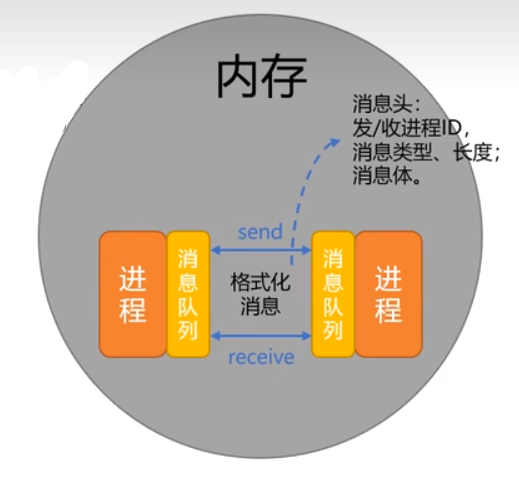 内存
消息头：
发/收进程ID，
消息类型、长度；
消息体。
send
进程
消息队列
格式化
消息
消息队列
进程
receive